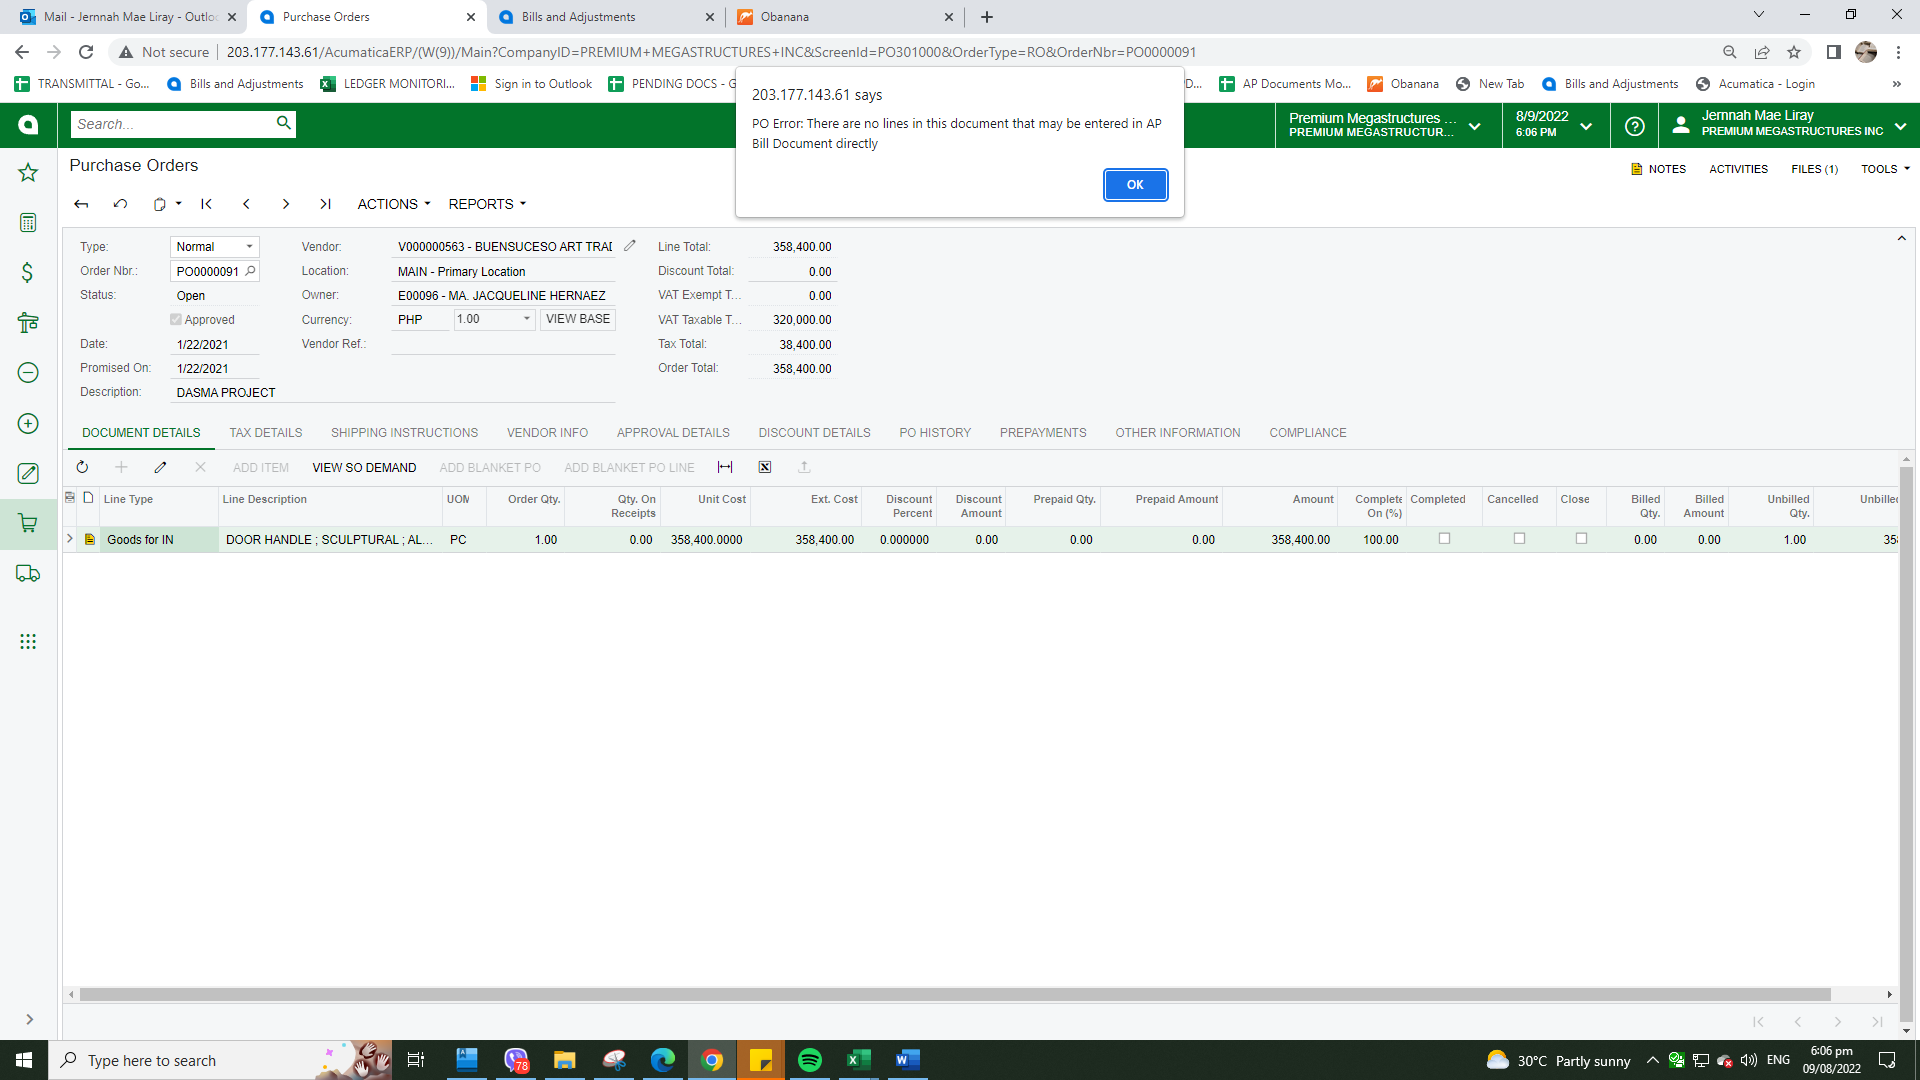 Mail - Jernnah Mae Liray - Outlo
Purchase Orders
Bills and Adjustments
Obanana
Not secure
203.177.143.61/AcumaticaERP/(W(9))/Main?CompanyID=PREMIUM+MEGASTRUCTURES+INC&ScreenId=PO301000&OrderType=RO&OrderNbr=PO0000091
TRANSMITTAL - Go...
Bills and Adjustments
LEDGER MONITORI...
Sign in to Outlook
PENDING DOCS - G
D...
AP Documents Mo...
Obanana
New Tab
Bills and Adjustments
Acumatica - Login
203.177.143.61 says
PO Error: There are no lines in this document that may be entered in AP
Bill Document directly
OK
Search...
Premium Megastructures ...
PREMIUM MEGASTRUCTUR...
8/9/2022
6:06 PM
Jernnah Mae Liray
PREMIUM MEGASTRUCTURES INC
Purchase Orders
NOTES
ACTIVITIES
FILES (1)
TOOLS
ACTIONS
REPORTS
Type: Normal
Vendor: V000000563 - BUENSUCESO ART TRAD
Line Total: 358,400.00
Order Nbr.: PO0000091
Location: MAIN - Primary Location
Discount Total: 0.00
Status: Open
Owner: E00096 - MA. JACQUELINE HERNAEZ
VAT Exempt T... 0.00
Approved
Currency: PHP 1.00 VIEW BASE
VAT Taxable T... 320,000.00
Date: 1/22/2021
Vendor Ref.:
Tax Total: 38,400.00
Promised On: 1/22/2021
Order Total: 358,400.00
Description: DASMA PROJECT
DOCUMENT DETAILS
TAX DETAILS
SHIPPING INSTRUCTIONS
VENDOR INFO
APPROVAL DETAILS
DISCOUNT DETAILS
PO HISTORY
PREPAYMENTS
OTHER INFORMATION
COMPLIANCE
ADD ITEM
VIEW SO DEMAND
ADD BLANKET PO
ADD BLANKET PO LINE
Line Type
Line Description
UOM
Order Qty.
Qty. On Receipts
Unit Cost
Ext. Cost
Discount Percent
Discount Amount
Prepaid Qty.
Prepaid Amount
Amount
Complete On (%)
Completed
Cancelled
Close
Billed Qty.
Billed Amount
Unbilled Qty.
Unbilled
Goods for IN
DOOR HANDLE ; SCULPTURAL ; AL...
PC
1.00
0.00
358,400.0000
358,400.00
0.000000
0.00
0.00
0.00
358,400.00
100.00
0.00
0.00
1.00
358
Type here to search
78
30°C Partly sunny
ENG
6:06 pm
09/08/2022